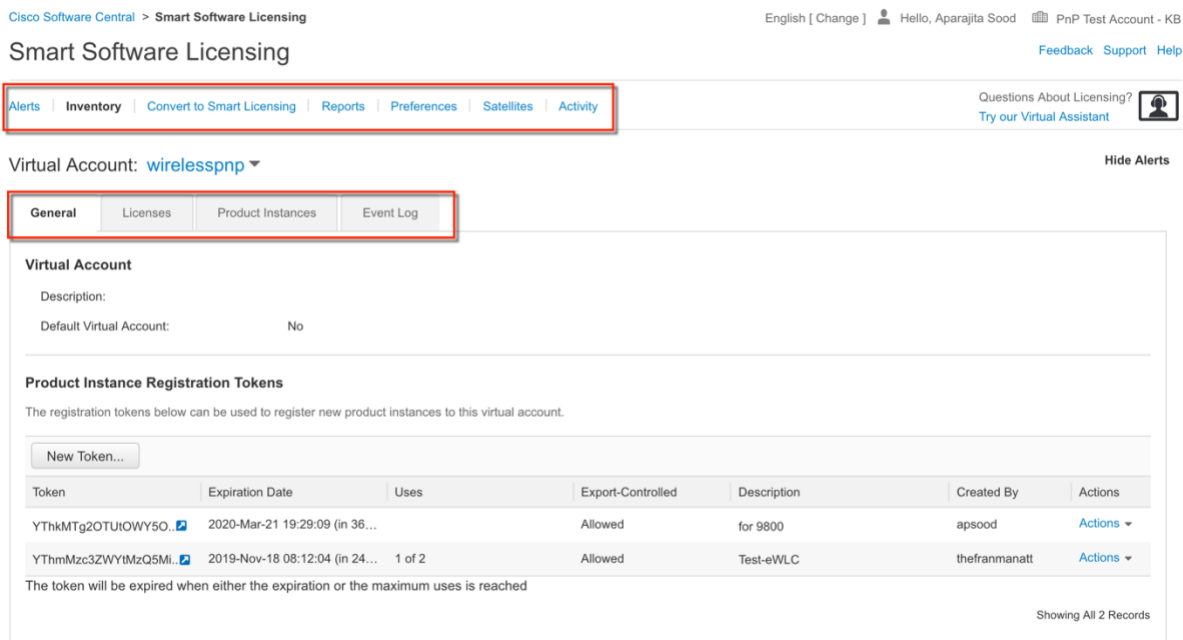 Cisco Software Central > Smart Software Licensing
English [ Change ] Hello, Aparajita Sood PnP Test Account - KB
Smart Software Licensing
Feedback Support Help
Alerts Inventory Convert to Smart Licensing Reports Preferences Satellites Activity
Questions About Licensing?
Try our Virtual Assistant
Virtual Account: wirelesspnp
Hide Alerts
General Licenses Product Instances Event Log
Virtual Account
Description:
Default Virtual Account: No
Product Instance Registration Tokens
The registration tokens below can be used to register new product instances to this virtual account.
New Token...
Token Expiration Date Uses Export-Controlled Description Created By Actions
YThkMTg2OTUtOWY5O.. 2020-Mar-21 19:29:09 (in 36... Allowed for 9800 apsood Actions
YThmMzc3ZWYtMzQ5Mi.. 2019-Nov-18 08:12:04 (in 24... 1 of 2 Allowed Test-eWLC thefranmanatt Actions
The token will be expired when either the expiration or the maximum uses is reached
Showing All 2 Records